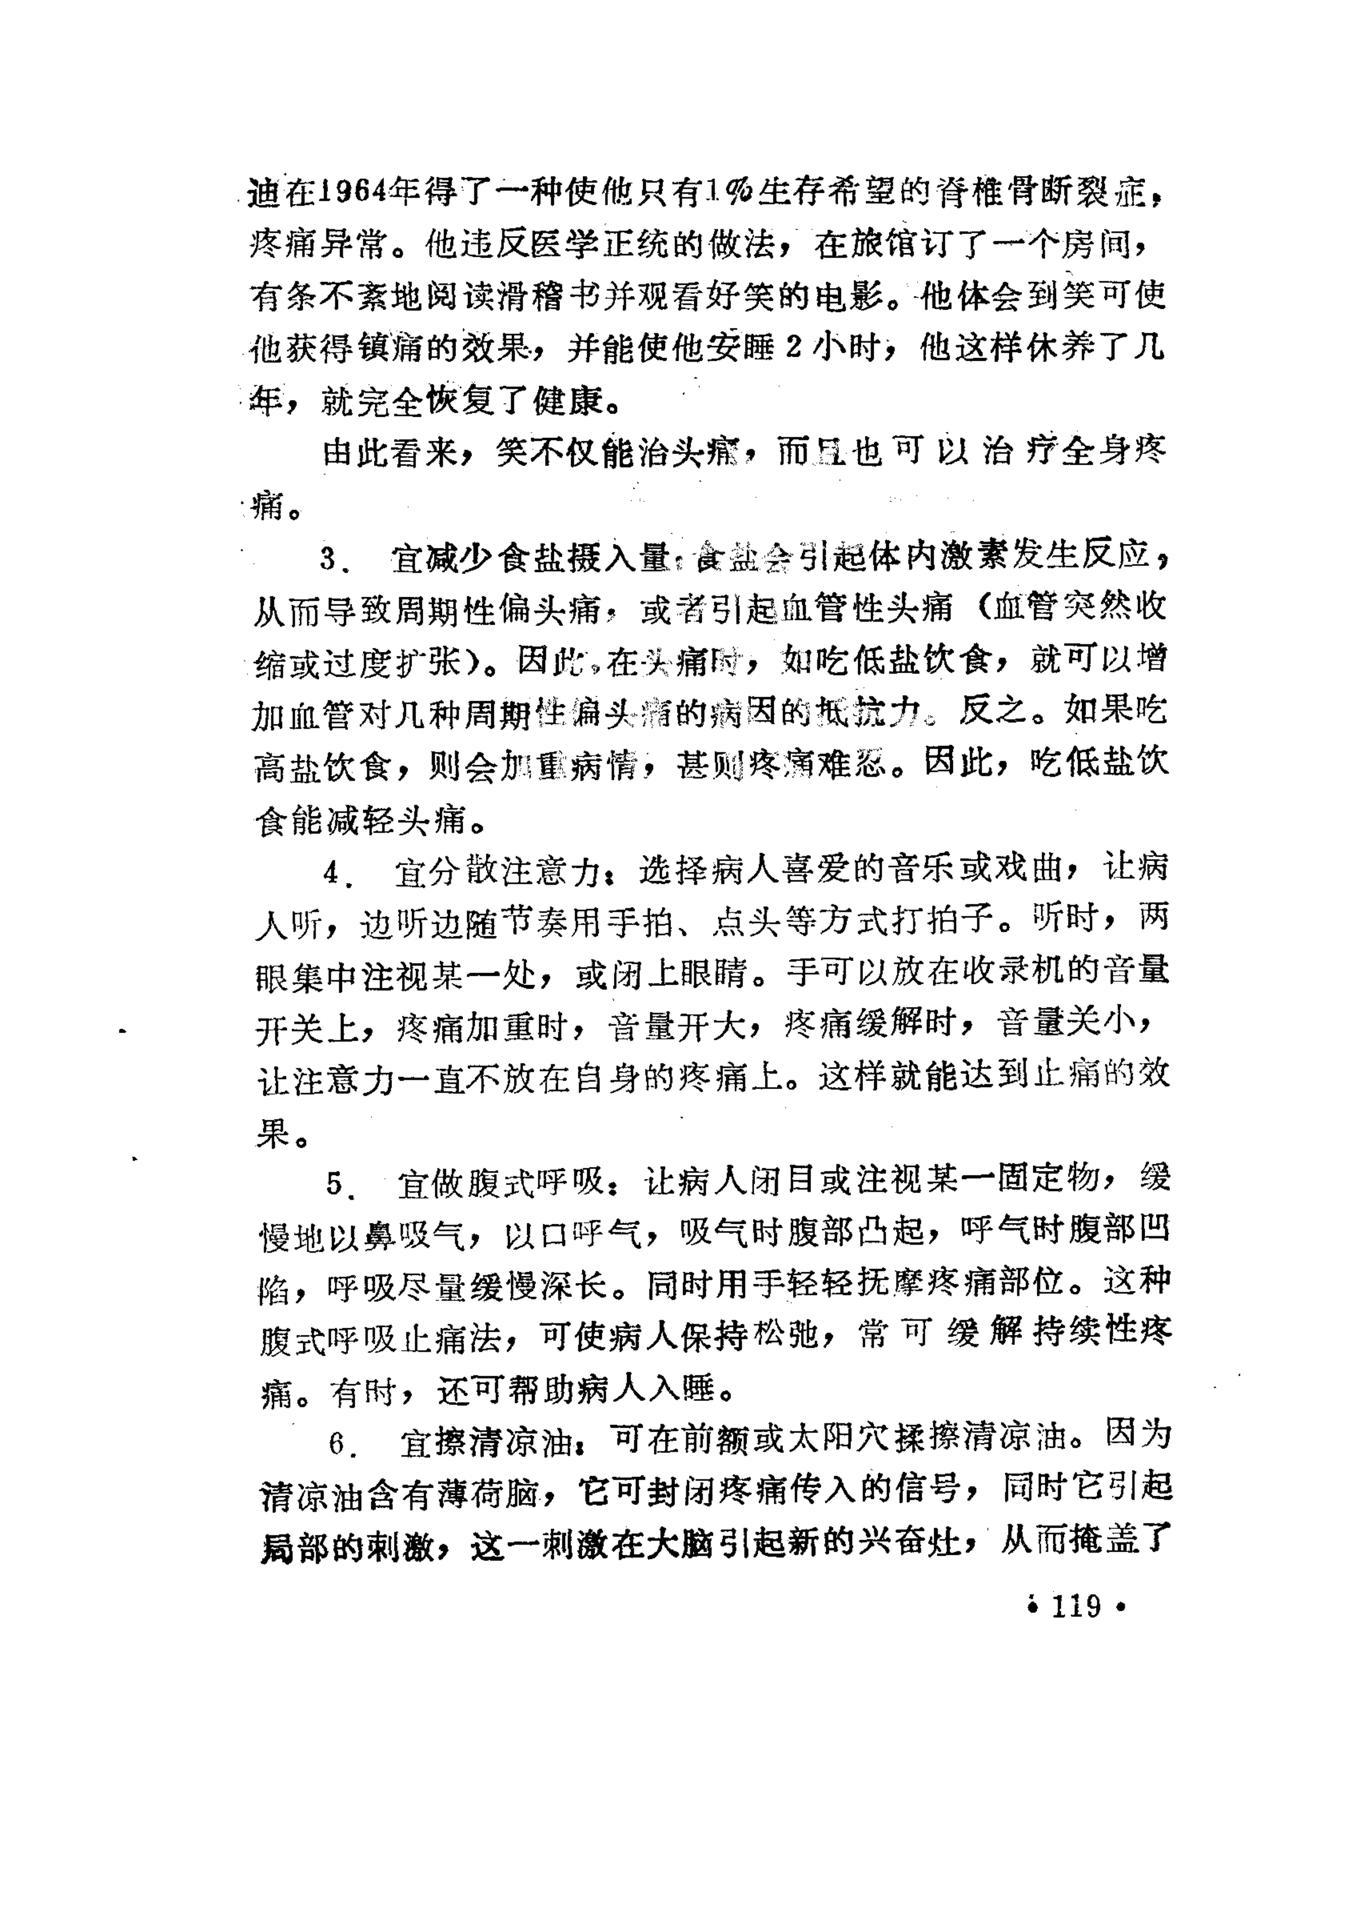 迪在1964年得了一种使他只有1%生存希望的脊椎骨断裂症，
疼痛异常。他违反医学正统的做法，在旅馆订了一个房间，
有条不紊地阅读滑稽书并观看好笑的电影。他体会到笑可使
他获得镇痛的效果，并能使他安睡2小时，他这样休养了几
年，就完全恢复了健康。
由此看来，笑不仅能治头痛，而且也可以治疗全身疼
痛。
3．宜减少食盐摄入量：食盐会引起体内激素发生反应，
从而导致周期性偏头痛，或者引起血管性头痛（血管突然收
缩或过度扩张）。因此，在头痛时，如吃低盐饮食，就可以增
加血管对几种周期性偏头痛的病因的抵抗力。反之。如果吃
高盐饮食，则会加重病情，甚则疼痛难忍。因此，吃低盐饮
食能减轻头痛。
4．宜分散注意力：选择病人喜爱的音乐或戏曲，让病
人听，边听边随节奏用手拍、点头等方式打拍子。听时，两
眼集中注视某一处，或闭上眼睛。手可以放在收录机的音量
开关上，疼痛加重时，音量开大，疼痛缓解时，音量关小，
让注意力一直不放在自身的疼痛上。这样就能达到止痛的效
果。
5．宜做腹式呼吸：让病人闭目或注视某一固定物，缓
慢地以鼻吸气，以口呼气，吸气时腹部凸起，呼气时腹部凹
陷，呼吸尽量缓慢深长。同时用手轻轻抚摩疼痛部位。这种
腹式呼吸止痛法，可使病人保持松弛，常可缓解持续性疼
痛。有时，还可帮助病人入睡。
6．宜擦清凉油：可在前额或太阳穴揉擦清凉油。因为
清凉油含有薄荷脑，它可封闭疼痛传入的信号，同时它引起
局部的刺激，这一刺激在大脑引起新的兴奋灶，从而掩盖了
•119•